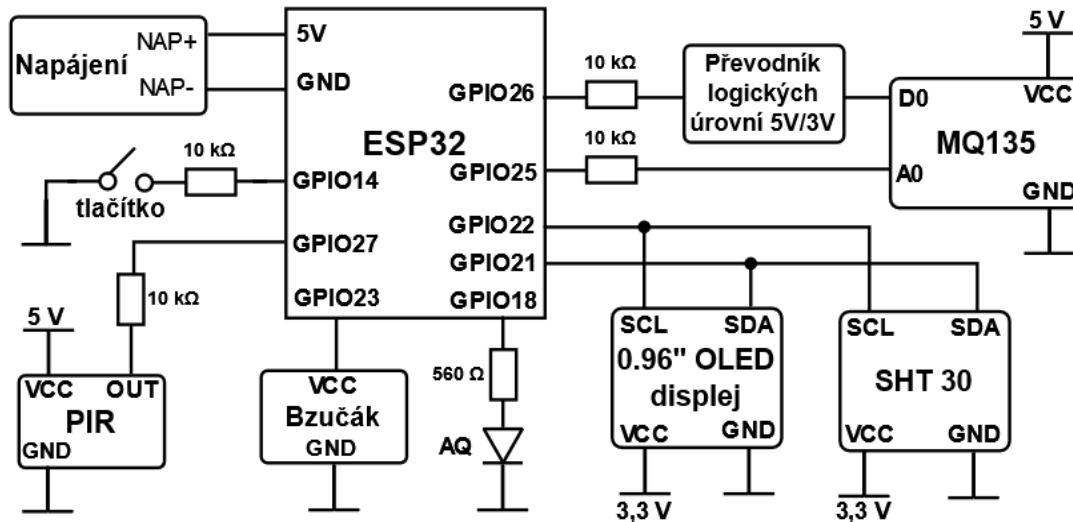 Napájení
NAP+
NAP-
5V
GND
ESP32
GPIO14
GPIO27
GPIO23
GPIO26
GPIO25
GPIO22
GPIO21
GPIO18
10 kΩ
tlačítko
10 kΩ
5 V
VCC
OUT
PIR
GND
VCC
Bzučák
GND
560 Ω
AQ
10 kΩ
Převodník
logických
úrovní 5V/3V
10 kΩ
5 V
D0
VCC
MQ135
A0
GND
SCL
SDA
0.96" OLED
displej
VCC
GND
3,3 V
SCL
SDA
SHT 30
VCC
GND
3,3 V